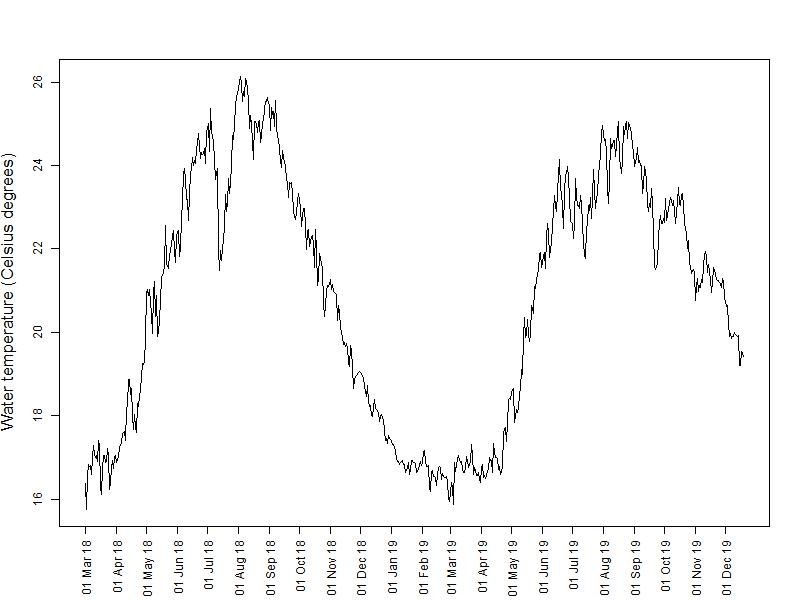 Water temperature (Celsius degrees)
26
24
22
20
18
16
01 Mar 18
01 Apr 18
01 May 18
01 Jun 18
01 Jul 18
01 Aug 18
01 Sep 18
01 Oct 18
01 Nov 18
01 Dec 18
01 Jan 19
01 Feb 19
01 Mar 19
01 Apr 19
01 May 19
01 Jun 19
01 Jul 19
01 Aug 19
01 Sep 19
01 Oct 19
01 Nov 19
01 Dec 19